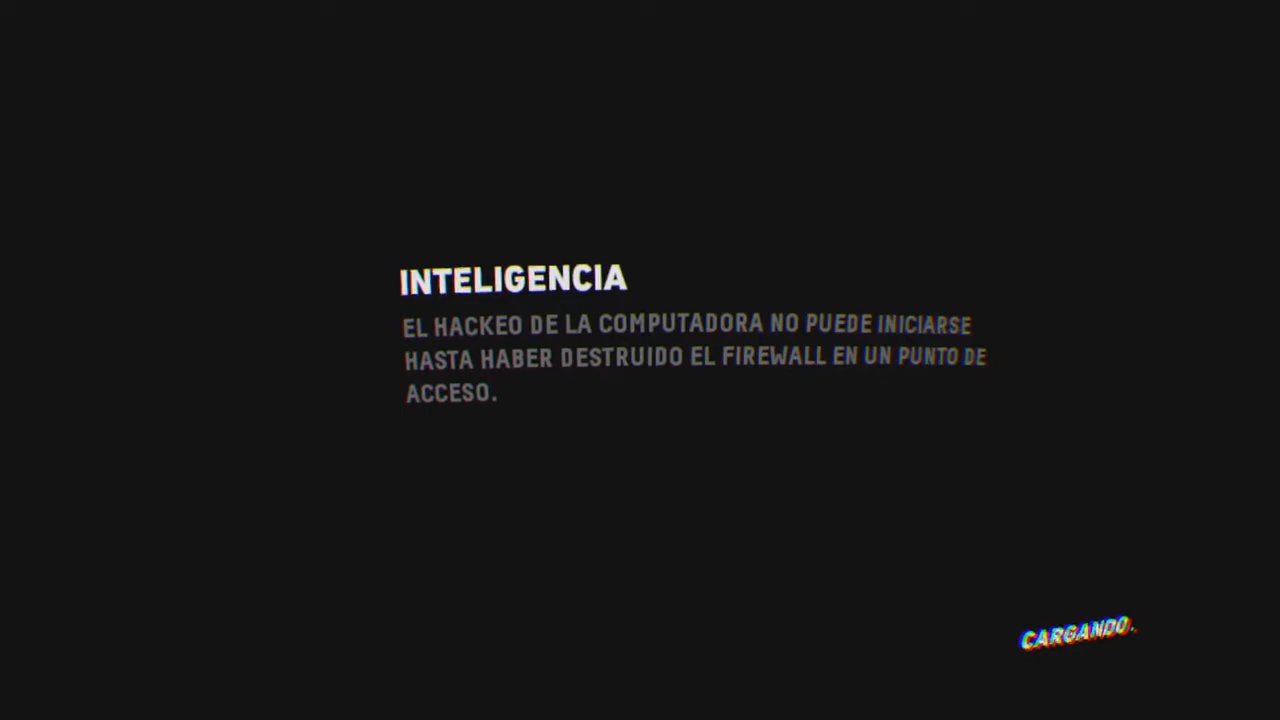 INTELIGENCIA
EL HACKEO DE LA COMPUTADORA NO PUEDE INICIARSE
HASTA HABER DESTRUIDO EL FIREWALL EN UN PUNTO DE
ACCESO.
CARGANDO.